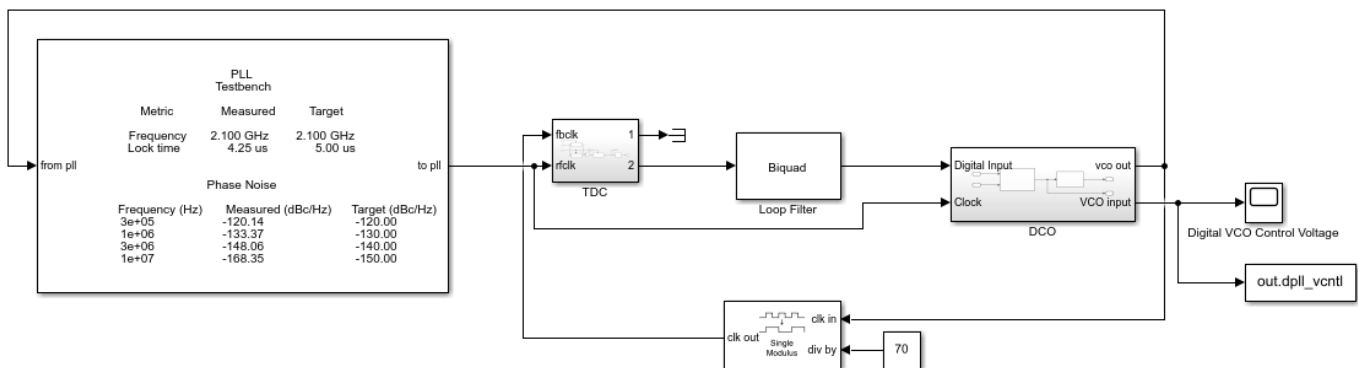 PLL
Testbench
Metric Measured Target
Frequency 2.100 GHz 2.100 GHz
Lock time 4.25 us 5.00 us
from pll
to pll
Phase Noise
Frequency (Hz) Measured (dBc/Hz) Target (dBc/Hz)
3e+05 -120.14 -120.00
1e+06 -133.37 -130.00
3e+06 -148.06 -140.00
1e+07 -168.35 -150.00
fbclk 1
rfclk 2
TDC
Biquad
Loop Filter
Digital Input vco out
Clock VCO input
DCO
Digital VCO Control Voltage
out.dpll_vcntl
clk in
clk out
Single
Modulus
div by
70